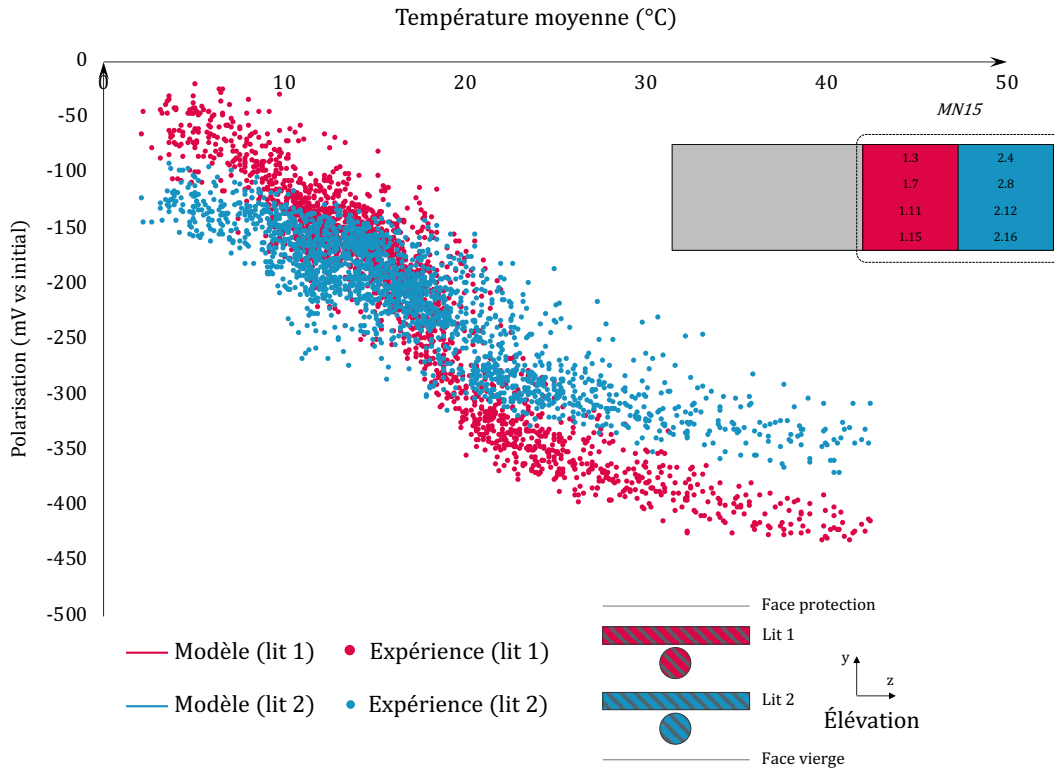 Température moyenne (°C)
0
0 10 20 30 40 50
-50
-100
-150
-200
-250
-300
-350
-400
-450
-500
Polarisation (mV vs initial)
MN15
1.3 2.4
1.7 2.8
1.11 2.12
1.15 2.16
Modèle (lit 1) Expérience (lit 1)
Modèle (lit 2) Expérience (lit 2)
Face protection
Lit 1
Lit 2
Face vierge
y
z
Élévation